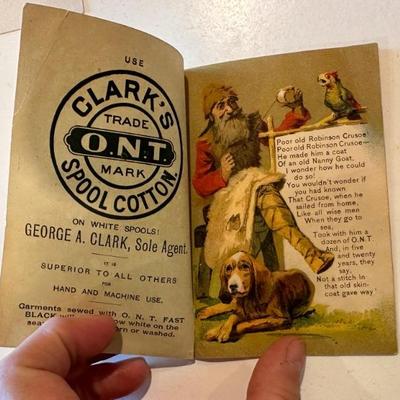 USE
CLARK'S
TRADE
O.N.T.
MARK
SPOOL COTTON.
ON WHITE SPOOLS!
GEORGE A. CLARK, Sole Agent.
IT IS
SUPERIOR TO ALL OTHERS
FOR
HAND AND MACHINE USE.
Garments sewed with O. N. T. FAST
BLACK will white on the
or washed.
Poor old Robinson Crusoe!
Poor old Robinson Crusoe—
He made him a coat
Of an old Nanny Goat,
I wonder how he could
do so!
You wouldn't wonder if
you had known
That Crusoe, when he
sailed from home,
Like all wise men
When they go to
sea,
Took with him a
dozen of O.N.T.
And, in five
and twenty
years, they
say,
Not a stitch in
that old skin-
coat gave way!